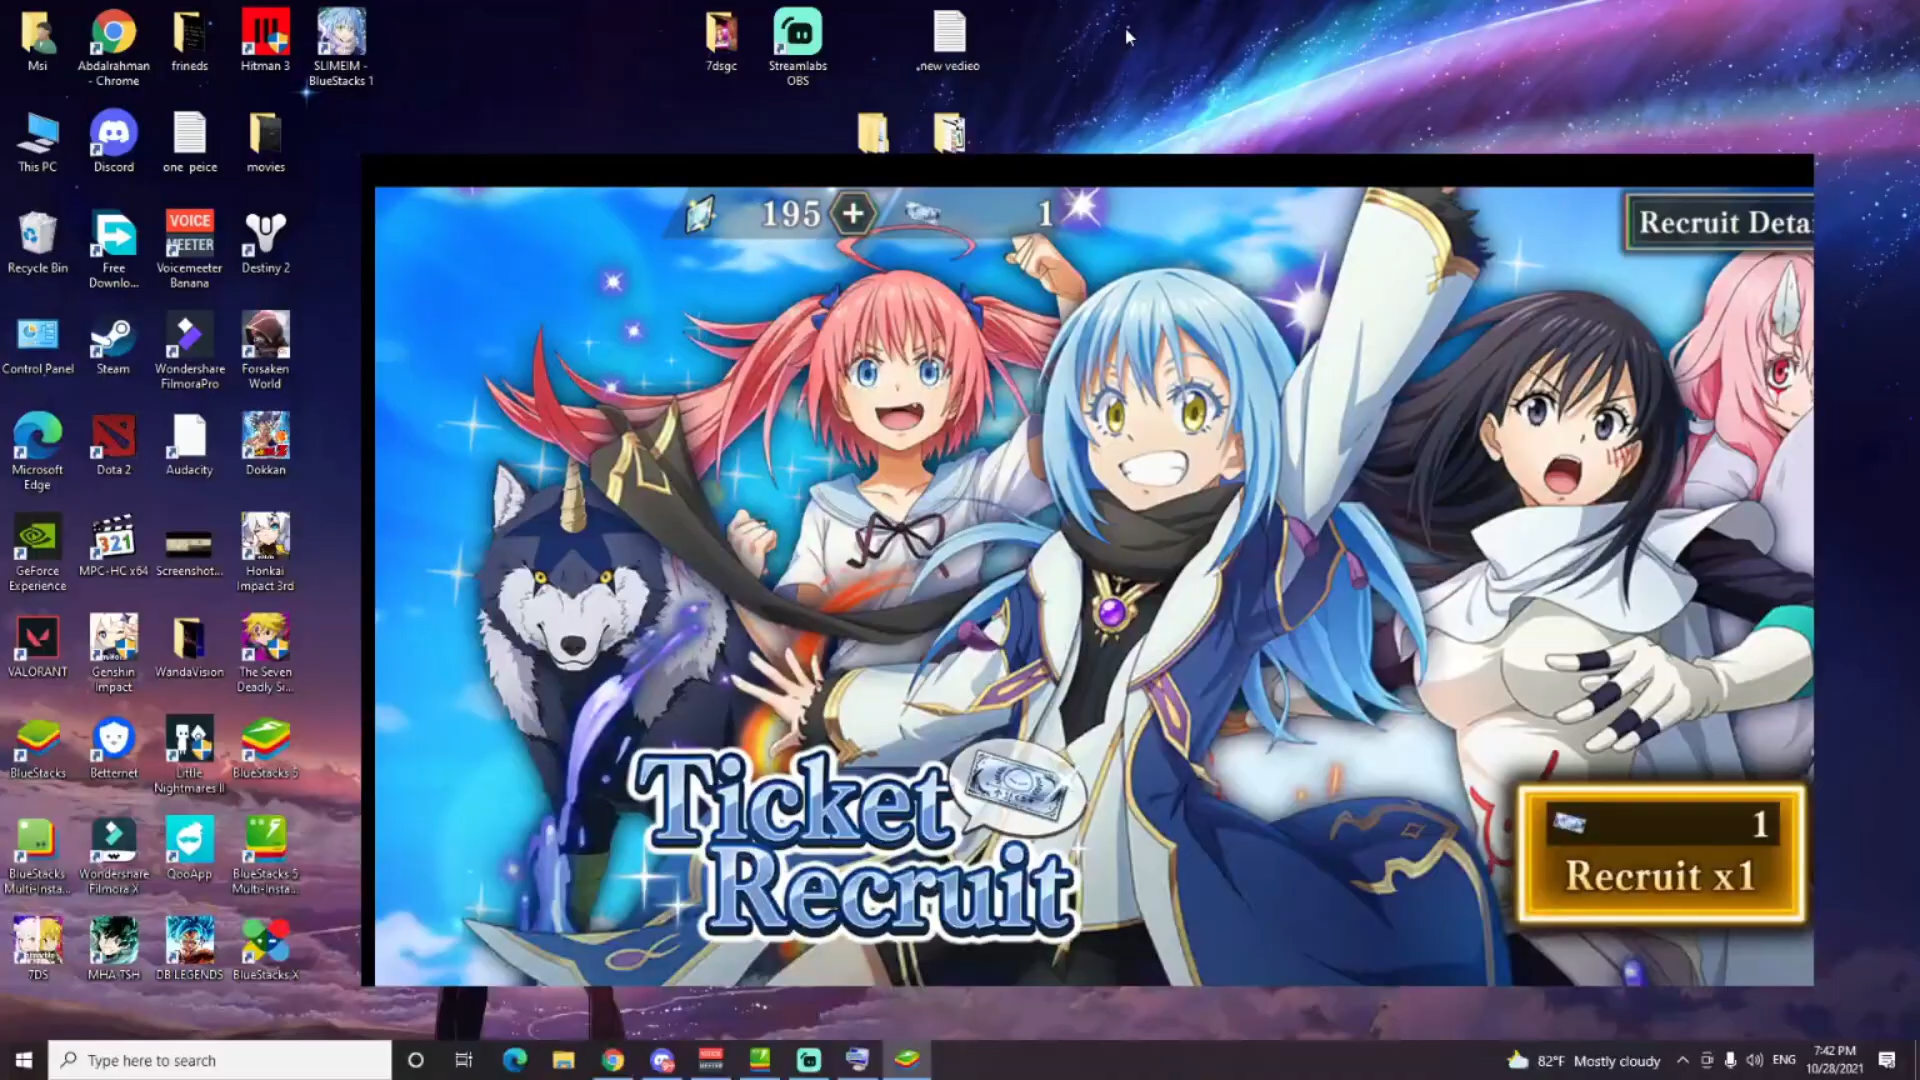 Msi
Abdalrahman
- Chrome
frineds
Hitman 3
SLIMEIM -
BlueStacks 1
7dsgc
Streamlabs
OBS
,new vedieo
This PC
Discord
one peice
movies
Recycle Bin
Free
Downlo...
VOICE
MEETER
Voicemeeter
Banana
Destiny 2
Control Panel
Steam
Wondershare
FilmoraPro
Forsaken
World
Microsoft
Edge
Dota 2
Audacity
Dokkan
GeForce
Experience
321
MPC-HC x64
Screenshot...
Honkai
Impact 3rd
VALORANT
Genshin
Impact
WandaVision
The Seven
Deadly Si...
BlueStacks
Betternet
Little
Nightmares II
BlueStacks 5
BlueStacks
Multi-Insta...
Wondershare
Filmora X
QooApp
BlueStacks 5
Multi-Insta...
7DS
MHA TSH
DB LEGENDS
BlueStacks X
195
1
Recruit Deta
Ticket
Recruit
1
Recruit x1
Type here to search
82°F Mostly cloudy
ENG
7:42 PM
10/28/2021